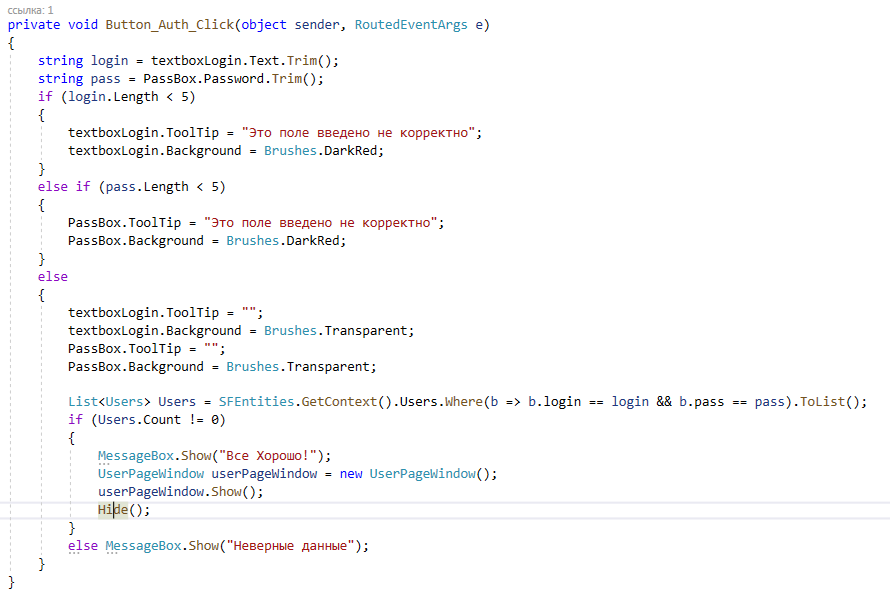 ссылка: 1
private void Button_Auth_Click(object sender, RoutedEventArgs e)
{
string login = textboxLogin.Text.Trim();
string pass = PassBox.Password.Trim();
if (login.Length < 5)
{
textboxLogin.ToolTip = "Это поле введено не корректно";
textboxLogin.Background = Brushes.DarkRed;
}
else if (pass.Length < 5)
{
PassBox.ToolTip = "Это поле введено не корректно";
PassBox.Background = Brushes.DarkRed;
}
else
{
textboxLogin.ToolTip = "";
textboxLogin.Background = Brushes.Transparent;
PassBox.ToolTip = "";
PassBox.Background = Brushes.Transparent;
List<Users> Users = SFEntities.GetContext().Users.Where(b => b.login == login && b.pass == pass).ToList();
if (Users.Count != 0)
{
MessageBox.Show("Все Хорошо!");
UserPageWindow userPageWindow = new UserPageWindow();
userPageWindow.Show();
Hide();
}
else MessageBox.Show("Неверные данные");
}
}